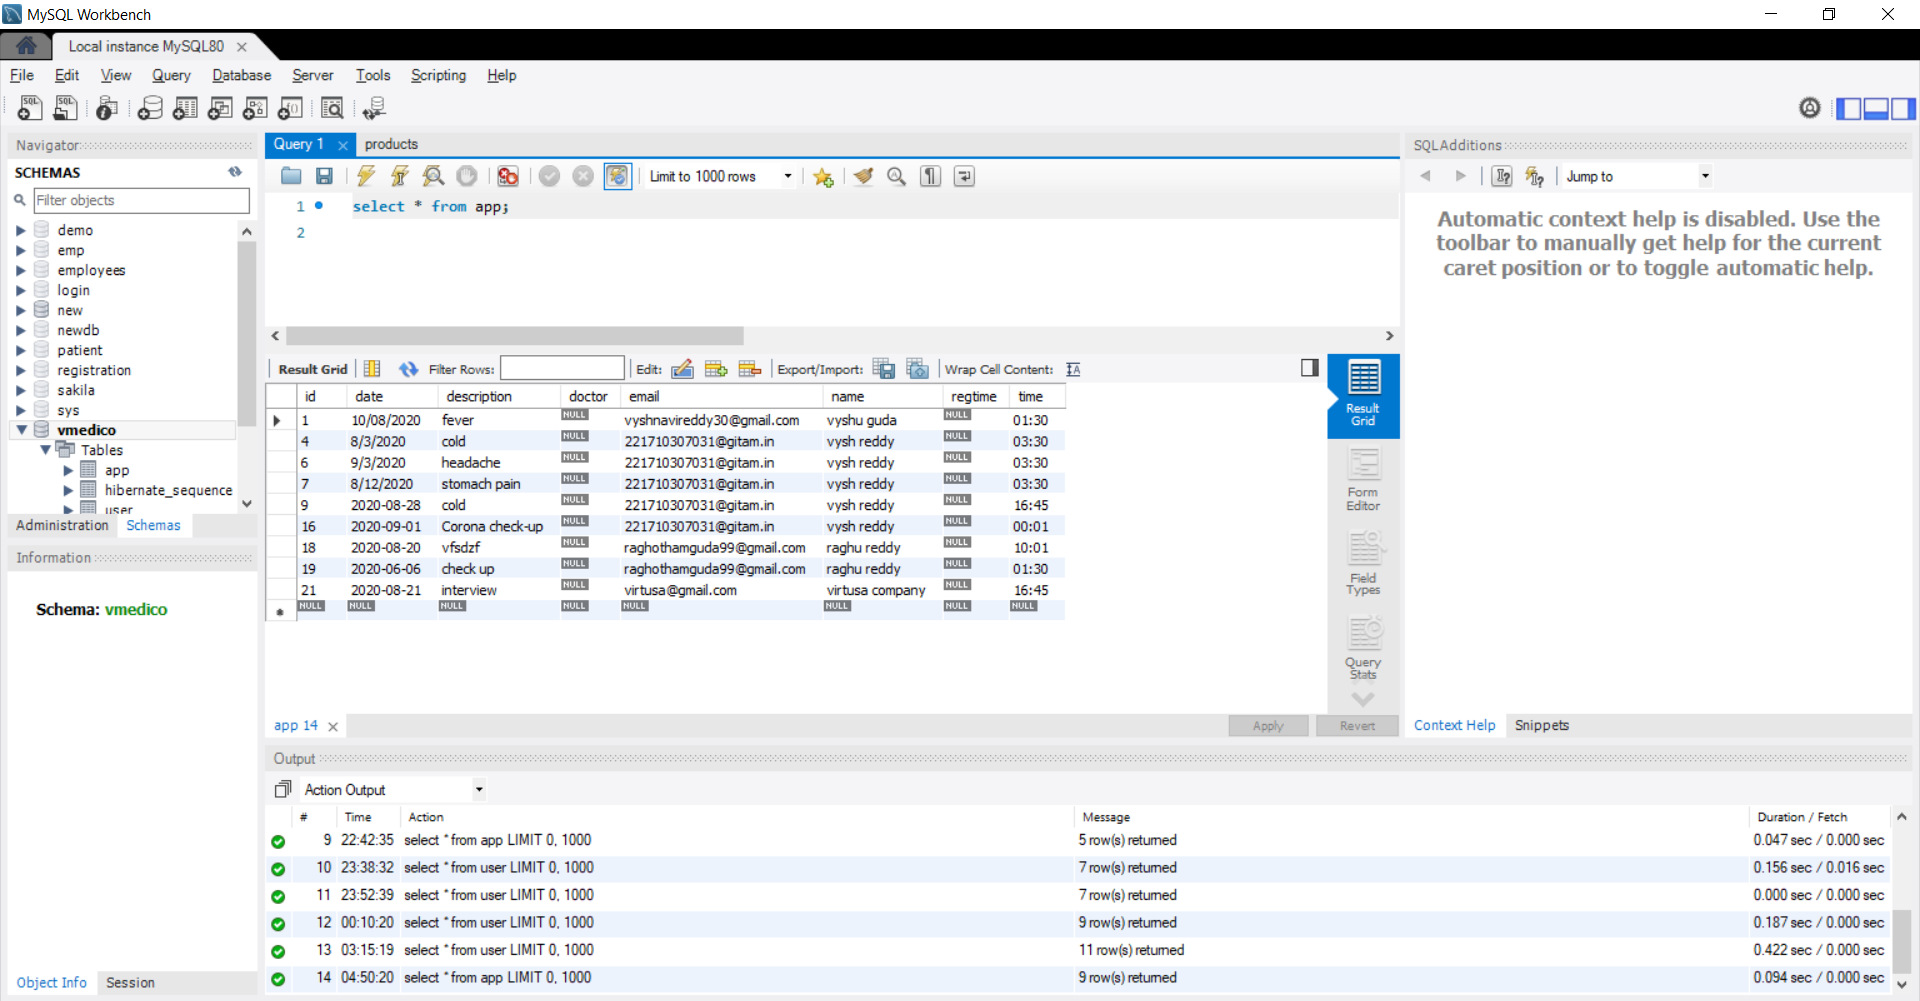 MySQL Workbench
Local instance MySQL80
File Edit View Query Database Server Tools Scripting Help
Navigator
SCHEMAS
Filter objects
demo
emp
employees
login
new
newdb
patient
registration
sakila
sys
vmedico
Tables
app
hibernate_sequence
user
Administration Schemas
Information
Schema: vmedico
Object Info Session
Query 1 products
Limit to 1000 rows
1 select * from app;
2
Result Grid Filter Rows: Edit: Export/Import: Wrap Cell Content:
id date description doctor email name regtime time
1 10/08/2020 fever NULL vyshnavireddy30@gmail.com vyshu guda NULL 01:30
4 8/3/2020 cold NULL 221710307031@gitam.in vysh reddy NULL 03:30
6 9/3/2020 headache NULL 221710307031@gitam.in vysh reddy NULL 03:30
7 8/12/2020 stomach pain NULL 221710307031@gitam.in vysh reddy NULL 03:30
9 2020-08-28 cold NULL 221710307031@gitam.in vysh reddy NULL 16:45
16 2020-09-01 Corona check-up NULL 221710307031@gitam.in vysh reddy NULL 00:01
18 2020-08-20 vfsdzf NULL raghothamguda99@gmail.com raghu reddy NULL 10:01
19 2020-06-06 check up NULL raghothamguda99@gmail.com raghu reddy NULL 01:30
21 2020-08-21 interview NULL virtusa@gmail.com virtusa company NULL 16:45
NULL NULL NULL NULL NULL NULL NULL NULL
Result
Grid
Form
Editor
Field
Types
Query
Stats
app 14 Apply Revert
SQLAdditions
Jump to
Automatic context help is disabled. Use the
toolbar to manually get help for the current
caret position or to toggle automatic help.
Context Help Snippets
Output
Action Output
# Time Action Message Duration / Fetch
9 22:42:35 select * from app LIMIT 0, 1000 5 row(s) returned 0.047 sec / 0.000 sec
10 23:38:32 select * from user LIMIT 0, 1000 7 row(s) returned 0.156 sec / 0.016 sec
11 23:52:39 select * from user LIMIT 0, 1000 7 row(s) returned 0.000 sec / 0.000 sec
12 00:10:20 select * from user LIMIT 0, 1000 9 row(s) returned 0.187 sec / 0.000 sec
13 03:15:19 select * from user LIMIT 0, 1000 11 row(s) returned 0.422 sec / 0.000 sec
14 04:50:20 select * from app LIMIT 0, 1000 9 row(s) returned 0.094 sec / 0.000 sec